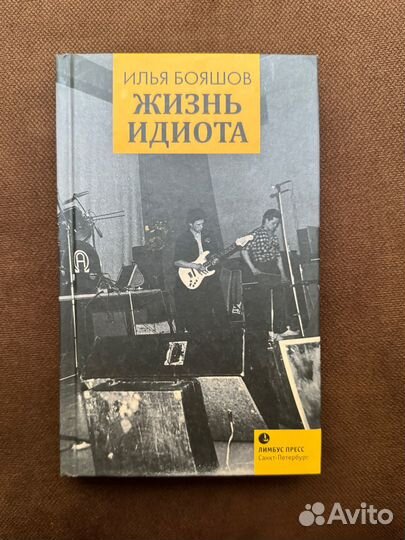 ИЛЬЯ БОЯШОВ
ЖИЗНЬ
ИДИОТА
A
ЛИМБУС ПРЕСС
Санкт-Петербург
Avito